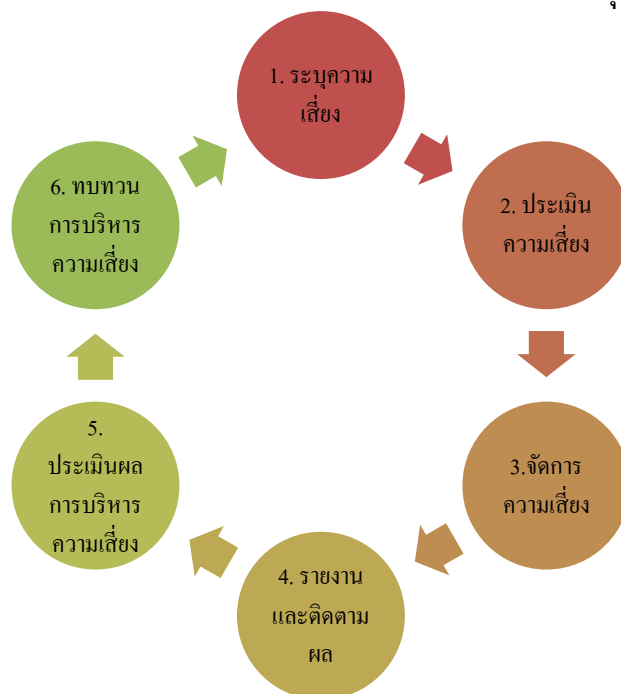 1. ระบุความ
เสี่ยง
2. ประเมิน
ความเสี่ยง
3.จัดการ
ความเสี่ยง
4. รายงาน
และติดตาม
ผล
5.
ประเมินผล
การบริหาร
ความเสี่ยง
6. ทบทวน
การบริหาร
ความเสี่ยง